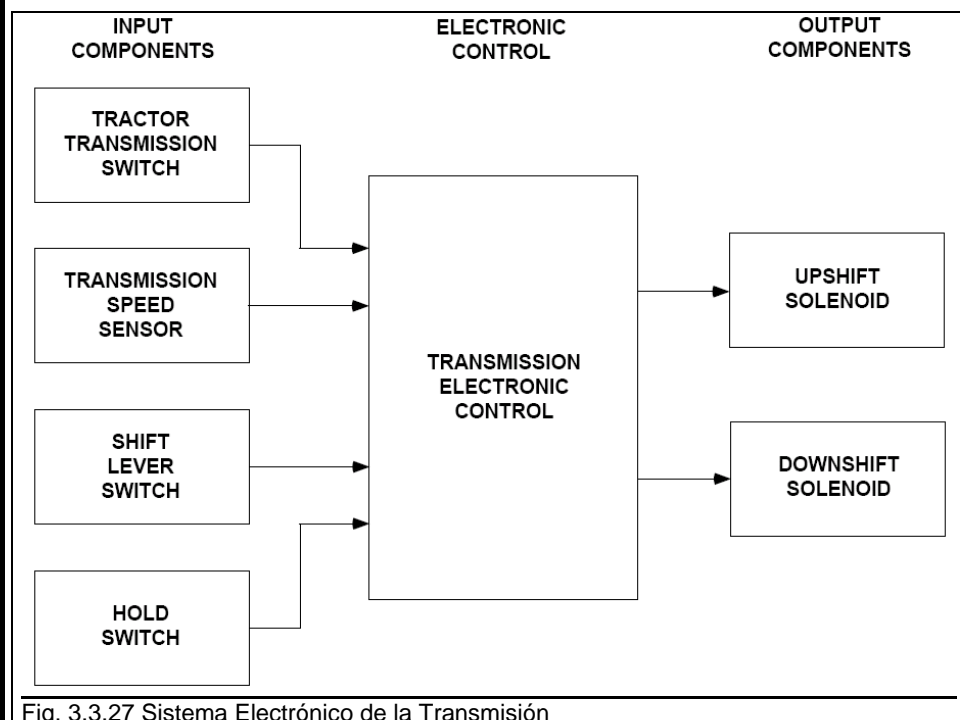 INPUT
COMPONENTS
ELECTRONIC
CONTROL
OUTPUT
COMPONENTS
TRACTOR
TRANSMISSION
SWITCH
TRANSMISSION
SPEED
SENSOR
SHIFT
LEVER
SWITCH
HOLD
SWITCH
TRANSMISSION
ELECTRONIC
CONTROL
UPSHIFT
SOLENOID
DOWNSHIFT
SOLENOID
Fig. 3.3.27 Sistema Electrónico de la Transmisión